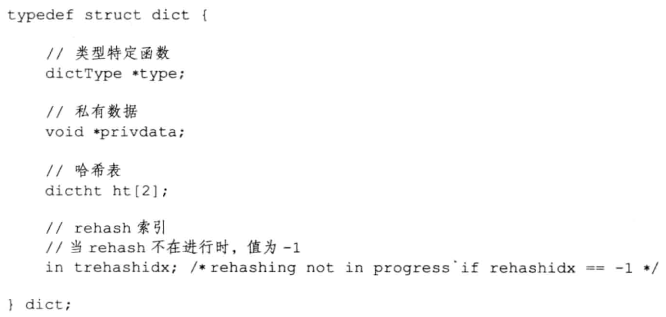 typedef struct dict {
// 类型特定函数
dictType *type;
// 私有数据
void *privdata;
// 哈希表
dictht ht[2];
// rehash 索引
// 当 rehash 不在进行时，值为 -1
in trehashidx; /* rehashing not in progress if rehashidx == -1 */
} dict;